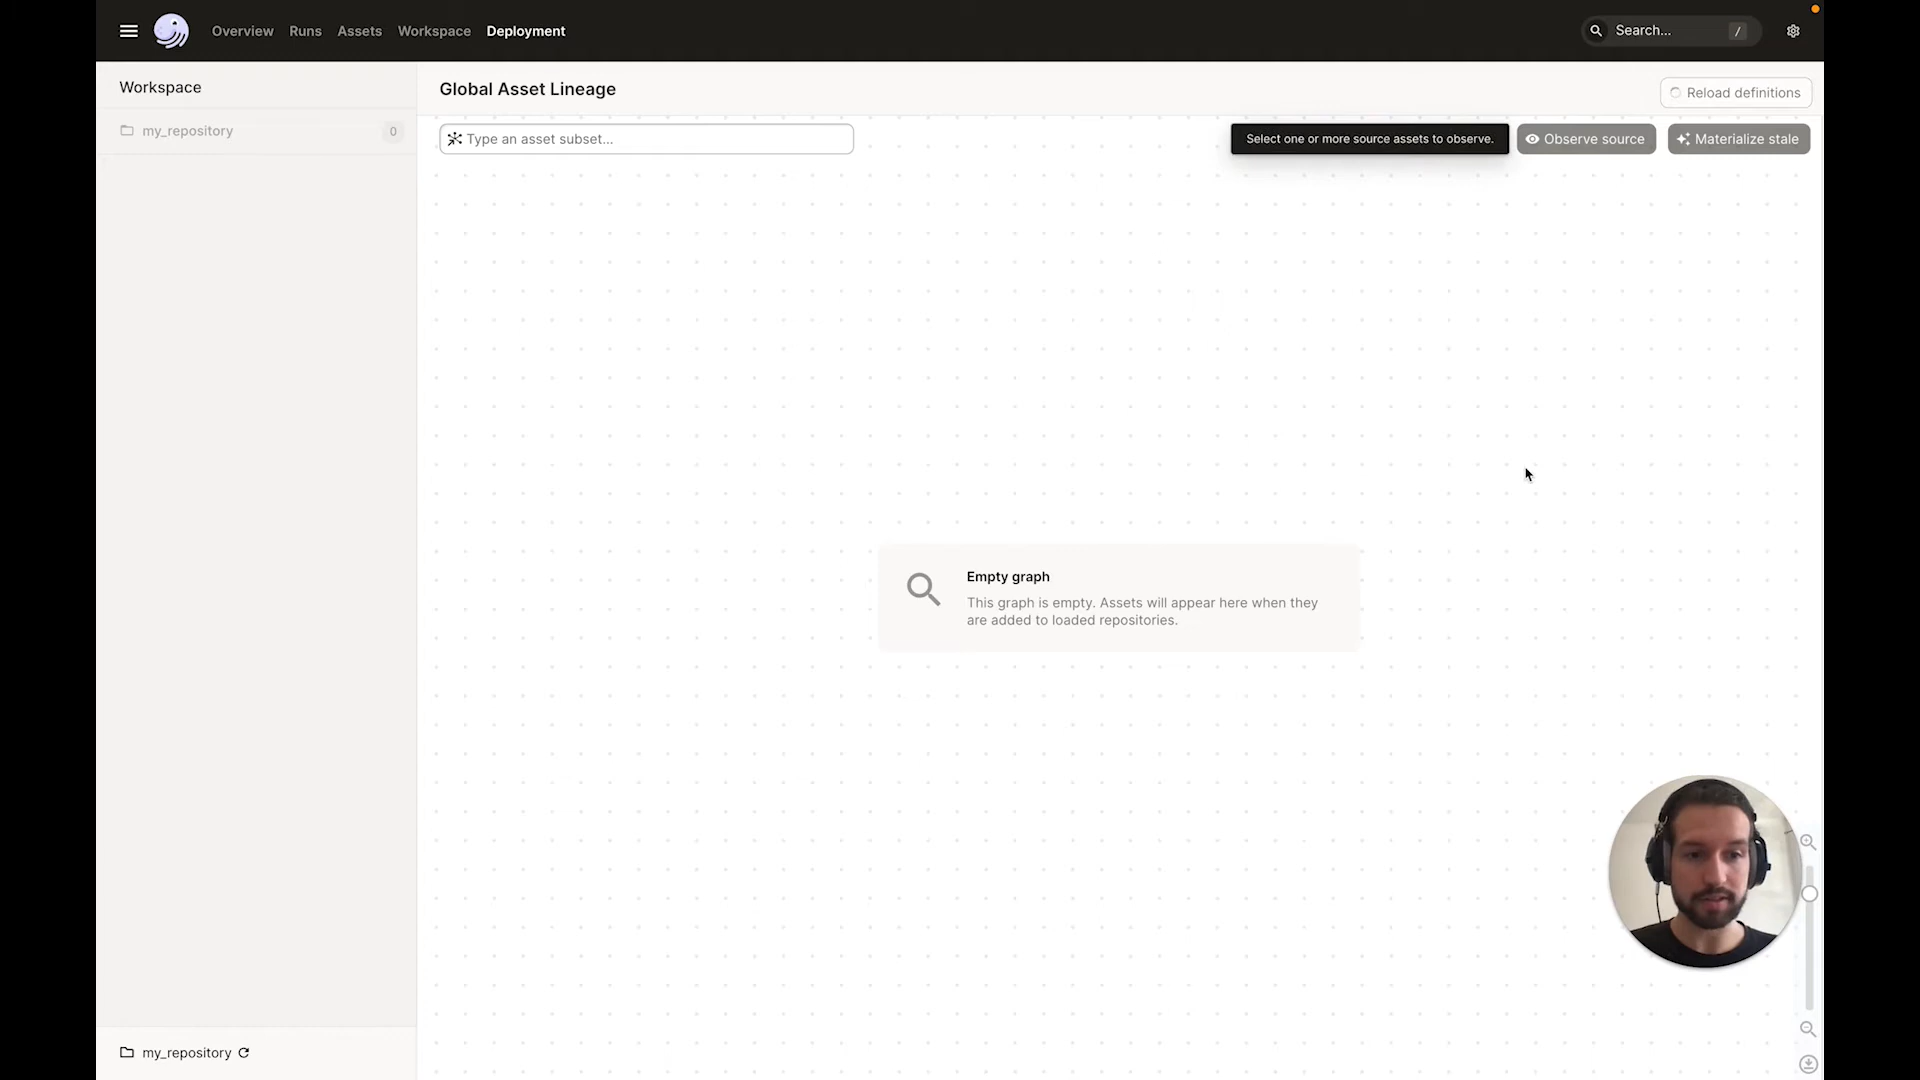 Overview
Runs
Assets
Workspace
Deployment
Search...
/
Workspace
Global Asset Lineage
Reload definitions
my_repository
0
Type an asset subset...
Select one or more source assets to observe.
Observe source
Materialize stale
Empty graph
This graph is empty. Assets will appear here when they
are added to loaded repositories.
my_repository